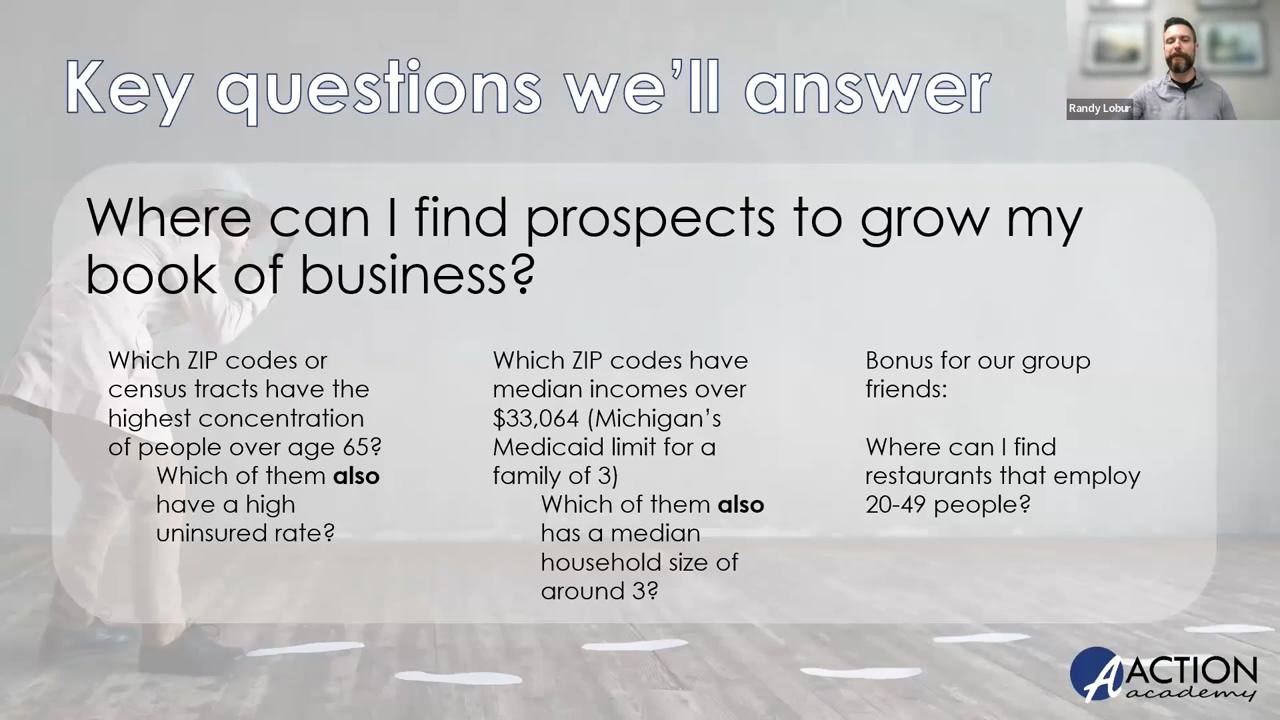 Key questions we'll answer
Randy Lobur
Where can I find prospects to grow my
book of business?
Which ZIP codes or
census tracts have the
highest concentration
of people over age 65?
Which of them also
have a high
uninsured rate?
Which ZIP codes have
median incomes over
$33,064 (Michigan's
Medicaid limit for a
family of 3)
Which of them also
has a median
household size of
around 3?
Bonus for our group
friends:
Where can I find
restaurants that employ
20-49 people?
A ACTION
academy